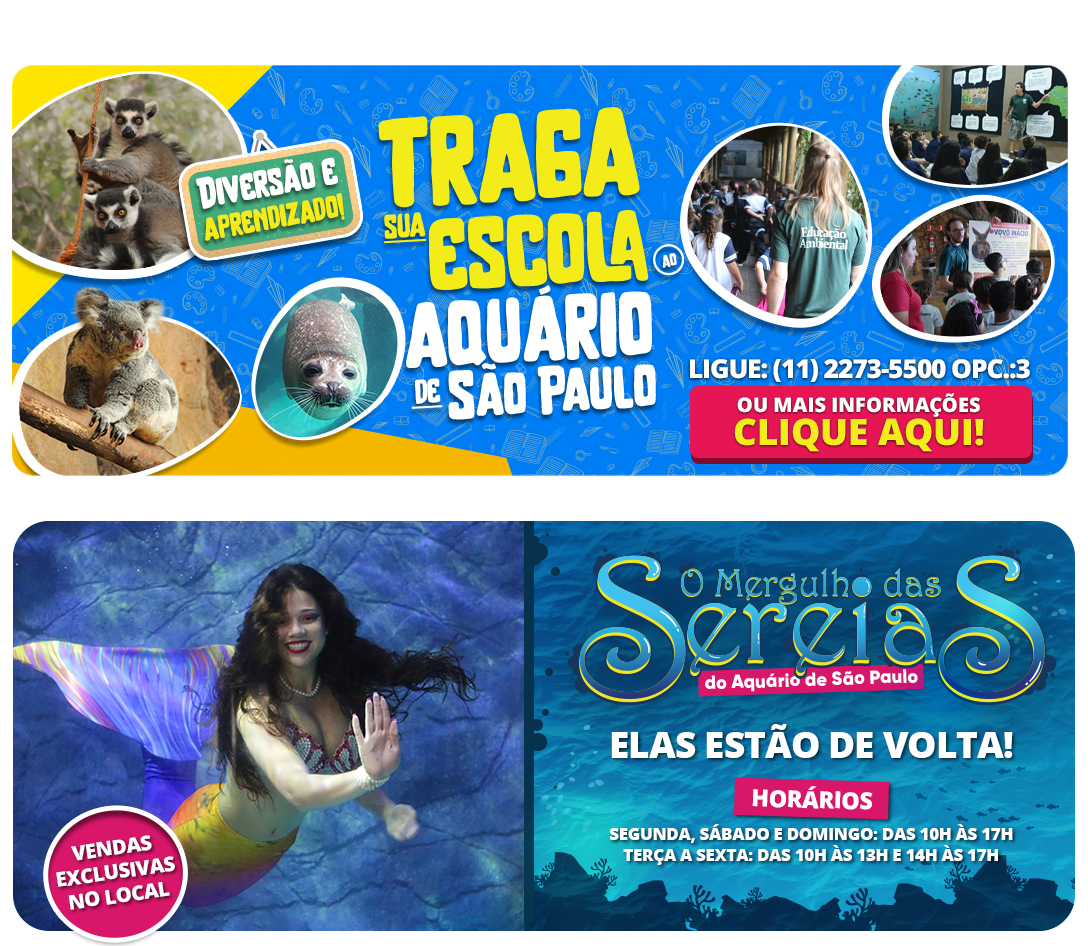 DIVERSÃO E
APRENDIZADO!
TRAGA
SUA ESCOLA AO
AQUÁRIO
DE SÃO PAULO
Educação
Ambiental
VOVÔ INÁCIO
LIGUE: (11) 2273-5500 OPC.:3
OU MAIS INFORMAÇÕES
CLIQUE AQUI!
O Mergulho das
SereiaS
do Aquário de São Paulo
ELAS ESTÃO DE VOLTA!
HORÁRIOS
SEGUNDA, SÁBADO E DOMINGO: DAS 10H ÀS 17H
TERÇA A SEXTA: DAS 10H ÀS 13H E 14H ÀS 17H
VENDAS
EXCLUSIVAS
NO LOCAL